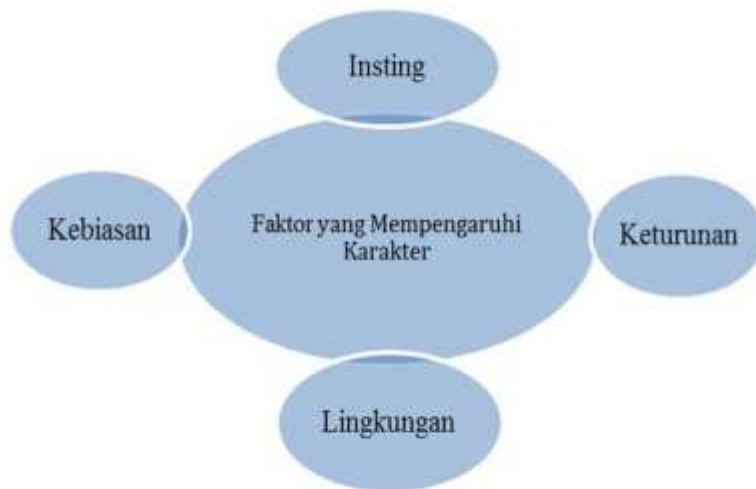 Insting
Kebiasan
Faktor yang Mempengaruhi
Karakter
Keturunan
Lingkungan